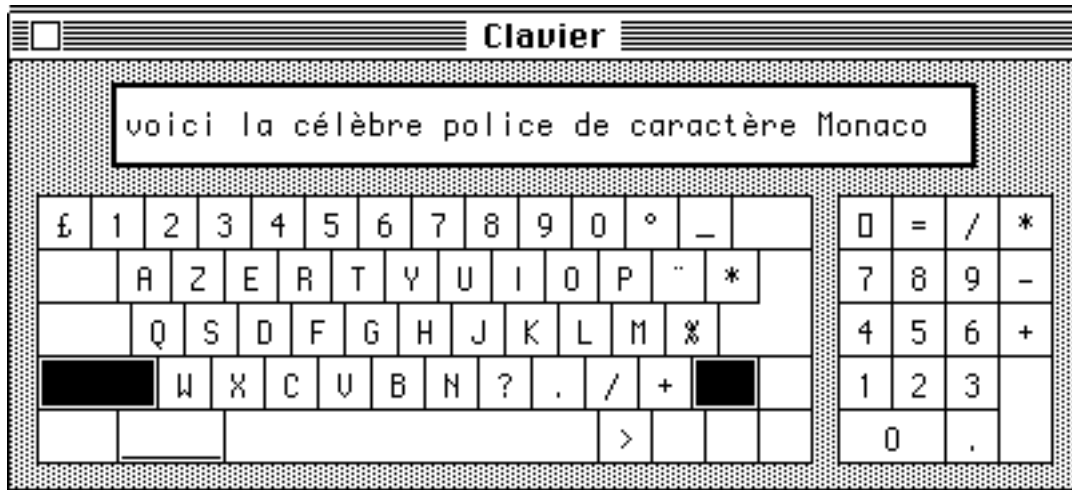 Clavier
voici la célèbre police de caractère Monaco
£ 1 2 3 4 5 6 7 8 9 0 ° _ = / *
A Z E R T Y U I O P ¨ * 7 8 9 -
Q S D F G H J K L M % 4 5 6 +
W X C V B N ? . / + 1 2 3
> 0 .